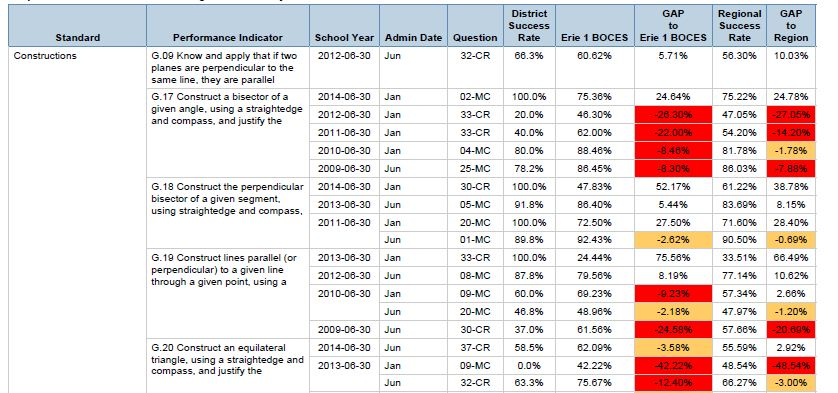 Standard Performance Indicator School Year Admin Date Question District Success Rate Erie 1 BOCES GAP to Erie 1 BOCES Regional Success Rate GAP to Region
Constructions G.09 Know and apply that if two planes are perpendicular to the same line, they are parallel 2012-06-30 Jun 32-CR 66.3% 60.62% 5.71% 56.30% 10.03%
G.17 Construct a bisector of a given angle, using a straightedge and compass, and justify the 2014-06-30 Jan 02-MC 100.0% 75.36% 24.64% 75.22% 24.78%
2012-06-30 Jan 33-CR 20.0% 46.30% -26.30% 47.05% -27.05%
2011-06-30 Jan 33-CR 40.0% 62.00% -22.00% 54.20% -14.20%
2010-06-30 Jan 04-MC 80.0% 88.46% -8.46% 81.78% -1.78%
2009-06-30 Jun 25-MC 78.2% 86.45% -8.30% 86.03% -7.88%
G.18 Construct the perpendicular bisector of a given segment, using straightedge and compass, 2014-06-30 Jan 30-CR 100.0% 47.83% 52.17% 61.22% 38.78%
2013-06-30 Jun 05-MC 91.8% 86.40% 5.44% 83.69% 8.15%
2011-06-30 Jan 20-MC 100.0% 72.50% 27.50% 71.60% 28.40%
Jun 01-MC 89.8% 92.43% -2.62% 90.50% -0.69%
G.19 Construct lines parallel (or perpendicular) to a given line through a given point, using a 2013-06-30 Jan 33-CR 100.0% 24.44% 75.56% 33.51% 66.49%
2012-06-30 Jun 08-MC 87.8% 79.56% 8.19% 77.14% 10.62%
2010-06-30 Jan 09-MC 60.0% 69.23% -9.23% 57.34% 2.66%
Jun 20-MC 46.8% 48.96% -2.18% 47.97% -1.20%
2009-06-30 Jun 30-CR 37.0% 61.56% -24.58% 57.66% -20.69%
G.20 Construct an equilateral triangle, using a straightedge and compass, and justify the 2014-06-30 Jun 37-CR 58.5% 62.09% -3.58% 55.59% 2.92%
2013-06-30 Jan 09-MC 0.0% 42.22% -42.22% 48.54% -48.54%
Jun 32-CR 63.3% 75.67% -12.40% 66.27% -3.00%